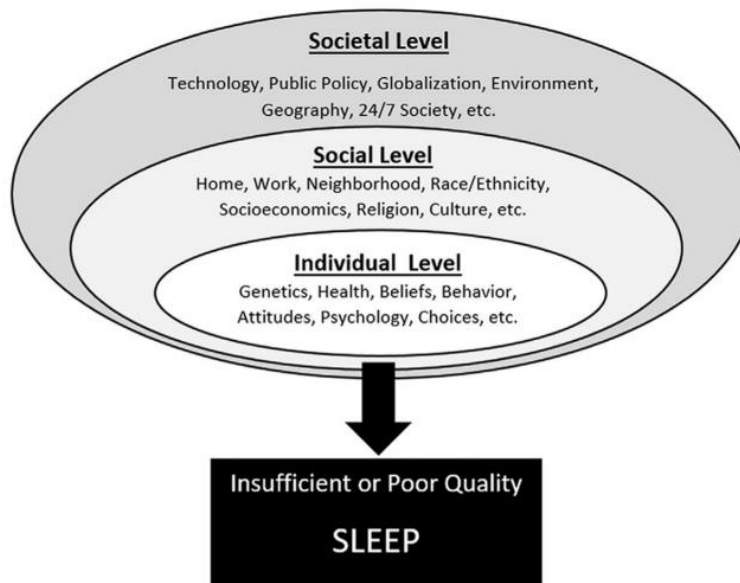 Societal Level
Technology, Public Policy, Globalization, Environment,
Geography, 24/7 Society, etc.
Social Level
Home, Work, Neighborhood, Race/Ethnicity,
Socioeconomics, Religion, Culture, etc.
Individual Level
Genetics, Health, Beliefs, Behavior,
Attitudes, Psychology, Choices, etc.
Insufficient or Poor Quality
SLEEP